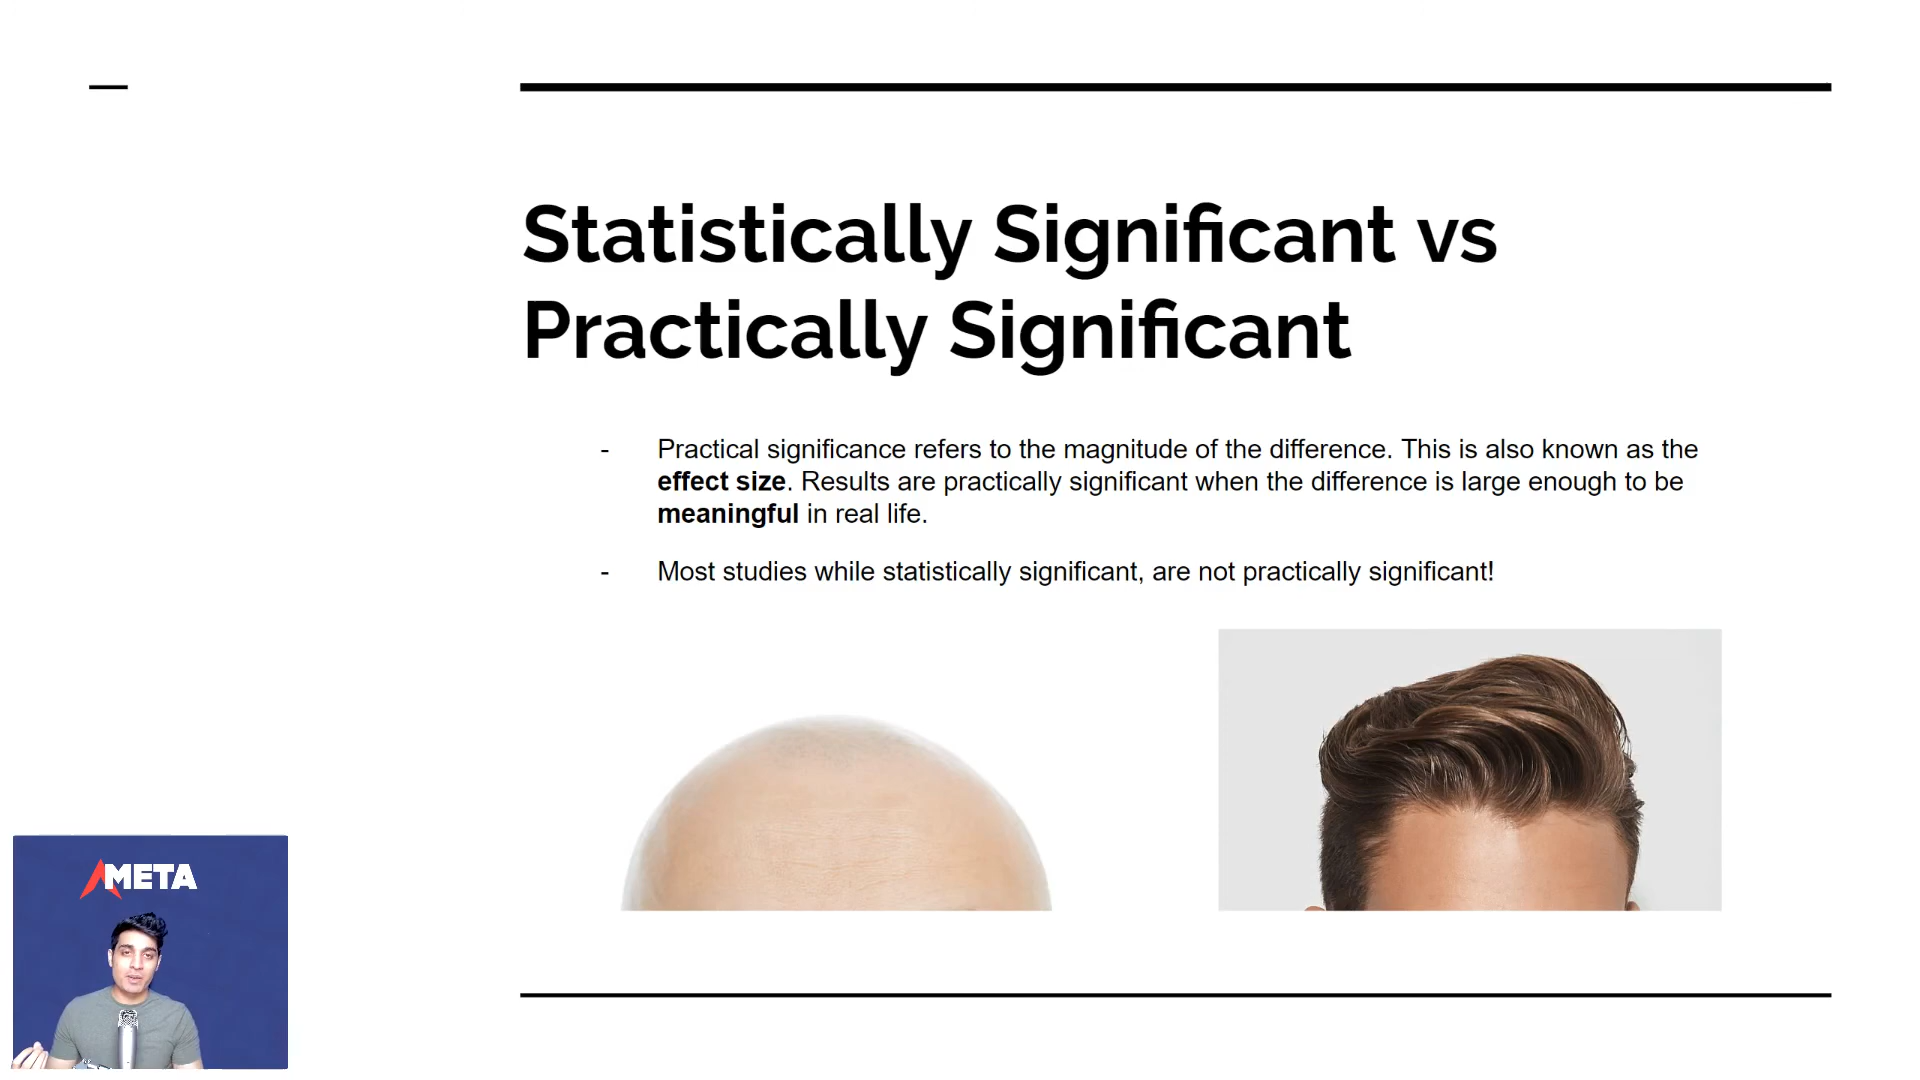 Statistically Significant vs
Practically Significant
- Practical significance refers to the magnitude of the difference. This is also known as the
effect size. Results are practically significant when the difference is large enough to be
meaningful in real life.
- Most studies while statistically significant, are not practically significant!
META